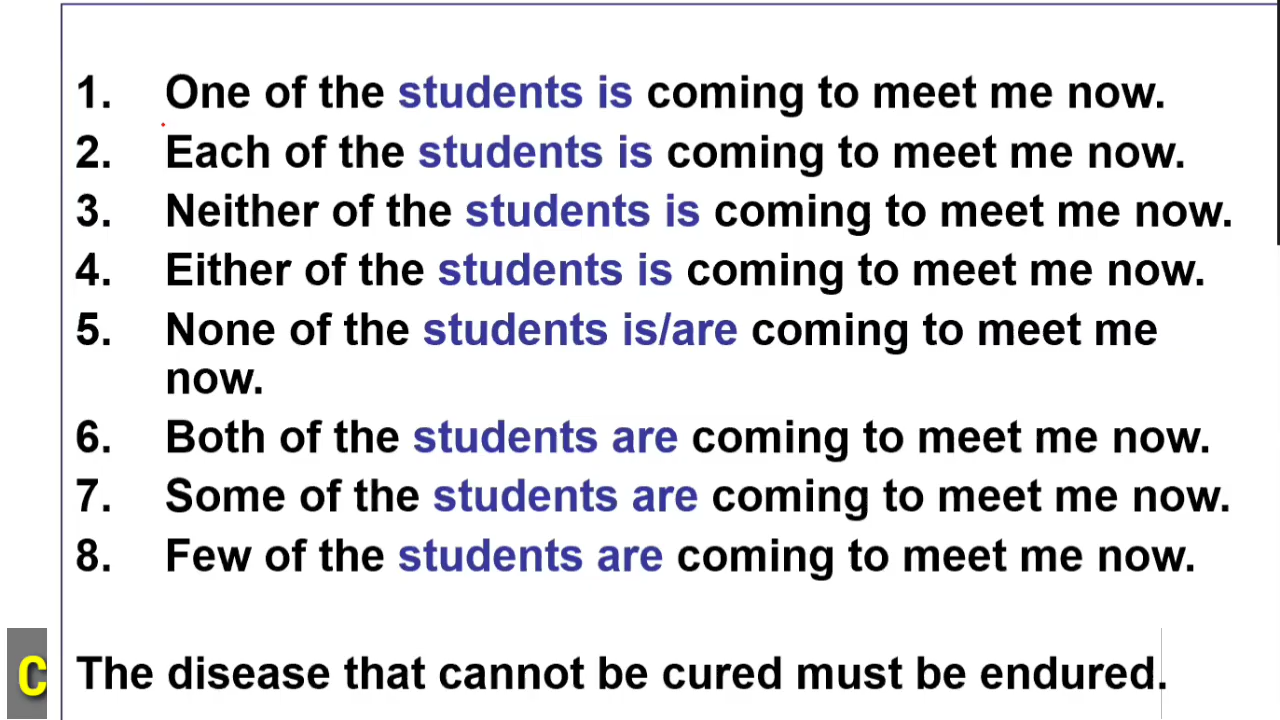 1. One of the students is coming to meet me now.
2. Each of the students is coming to meet me now.
3. Neither of the students is coming to meet me now.
4. Either of the students is coming to meet me now.
5. None of the students is/are coming to meet me
now.
6. Both of the students are coming to meet me now.
7. Some of the students are coming to meet me now.
8. Few of the students are coming to meet me now.
C
The disease that cannot be cured must be endured.